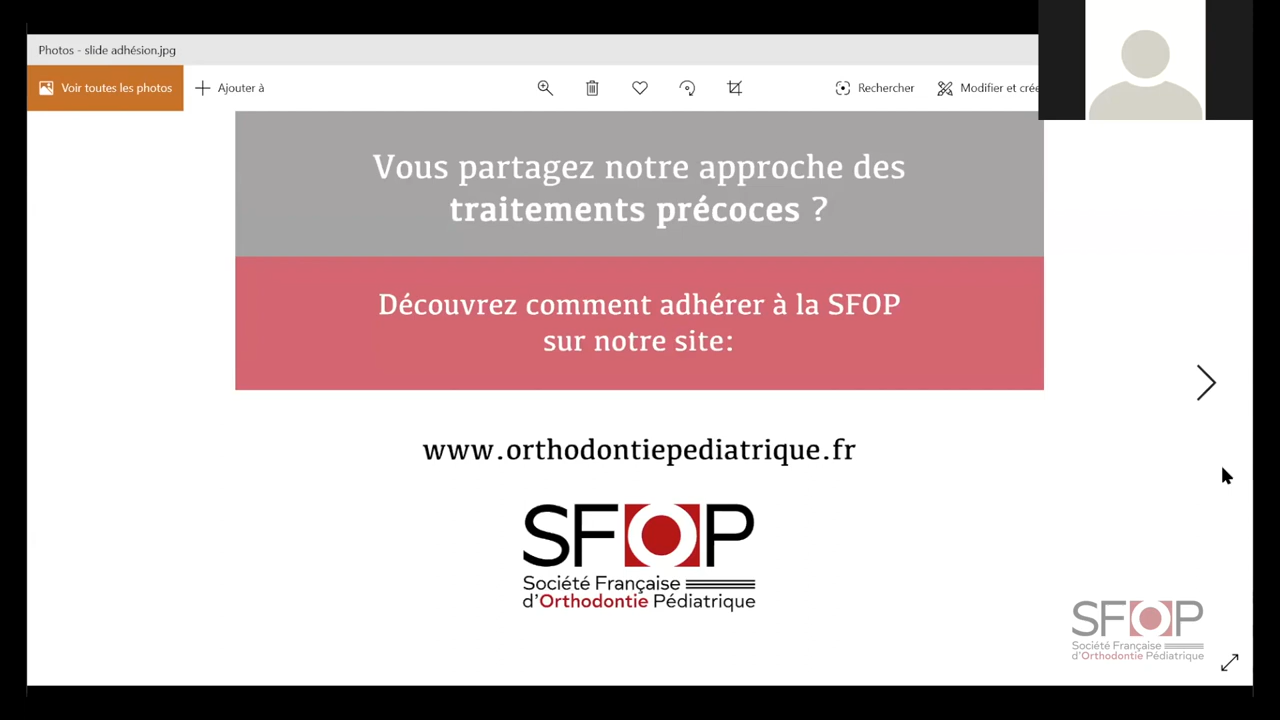 Photos - slide adhésion.jpg
Voir toutes les photos
Ajouter à
Rechercher
Modifier et crée
Vous partagez notre approche des
traitements précoces ?
Découvrez comment adhérer à la SFOP
sur notre site:
www.orthodontiepediatrique.fr
SFOP
Société Française
d'Orthodontie Pédiatrique
SFOP
Société Française
d'Orthodontie Pédiatrique